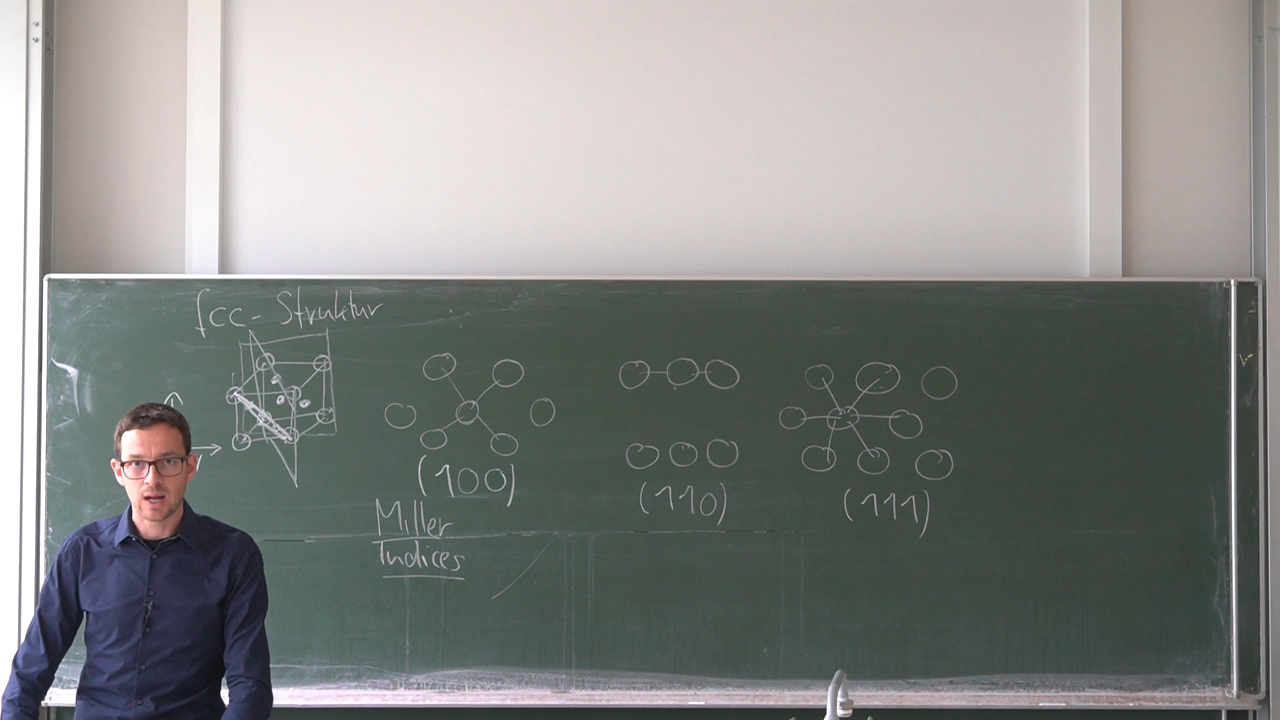 fcc-Struktur
(100)
(110)
(111)
Miller
Indices